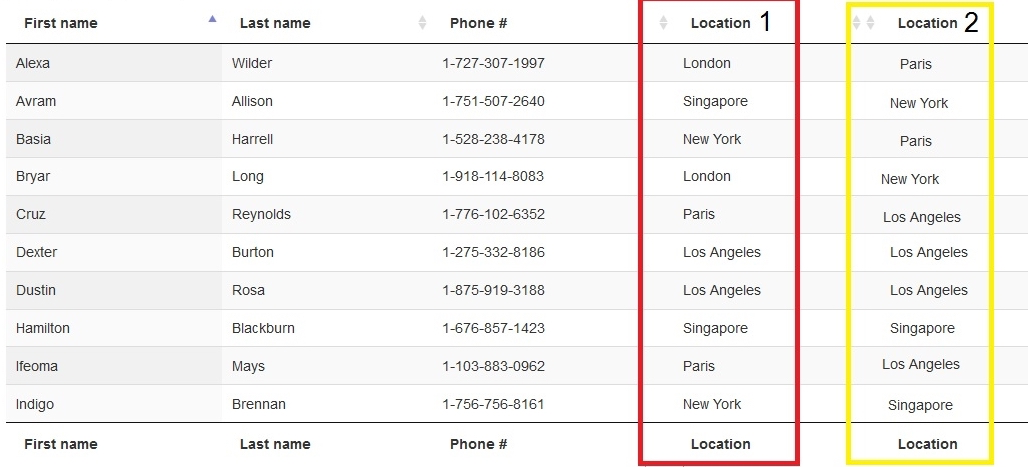 First name Last name Phone # Location 1 Location 2
Alexa Wilder 1-727-307-1997 London Paris
Avram Allison 1-751-507-2640 Singapore New York
Basia Harrell 1-528-238-4178 New York Paris
Bryar Long 1-918-114-8083 London New York
Cruz Reynolds 1-776-102-6352 Paris Los Angeles
Dexter Burton 1-275-332-8186 Los Angeles Los Angeles
Dustin Rosa 1-875-919-3188 Los Angeles Los Angeles
Hamilton Blackburn 1-676-857-1423 Singapore Singapore
Ifeoma Mays 1-103-883-0962 Paris Los Angeles
Indigo Brennan 1-756-756-8161 New York Singapore
First name Last name Phone # Location Location